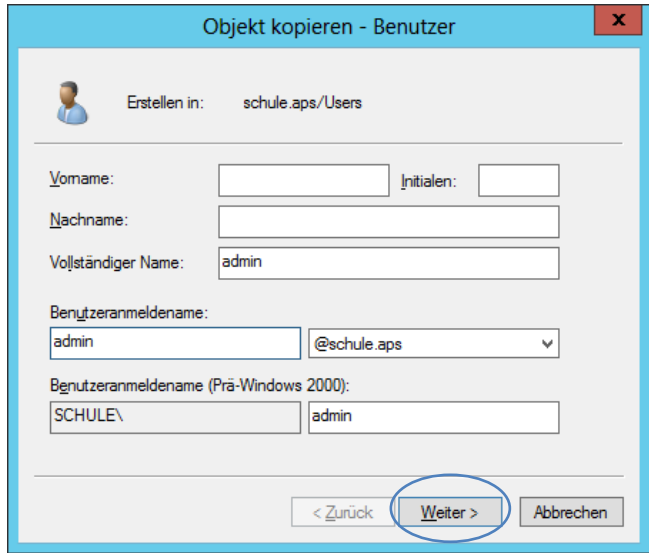 Objekt kopieren - Benutzer
x
Erstellen in: schule.aps/Users
Vorname: Initialen:
Nachname:
Vollständiger Name: admin
Benutzeranmeldename:
admin @schule.aps
Benutzeranmeldename (Prä-Windows 2000):
SCHULE\ admin
< Zurück Weiter > Abbrechen